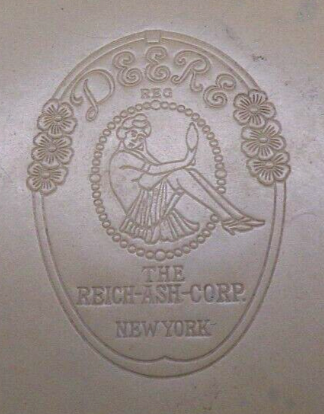 DEERE
REG
THE
REICH-ASH-CORP.
NEW YORK